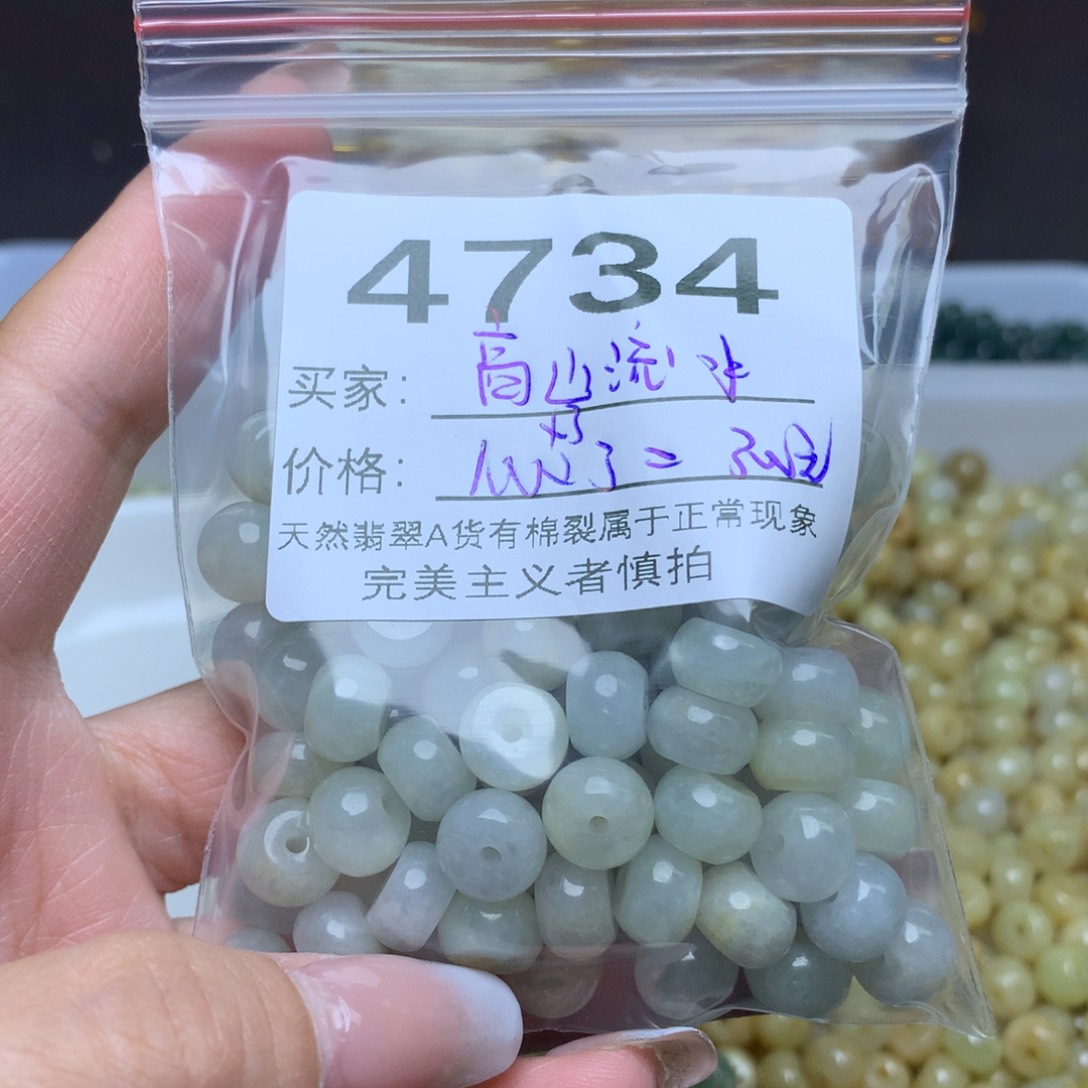 4734
买家: 高山流水
价格:
天然翡翠A货有棉裂属于正常现象
完美主义者慎拍